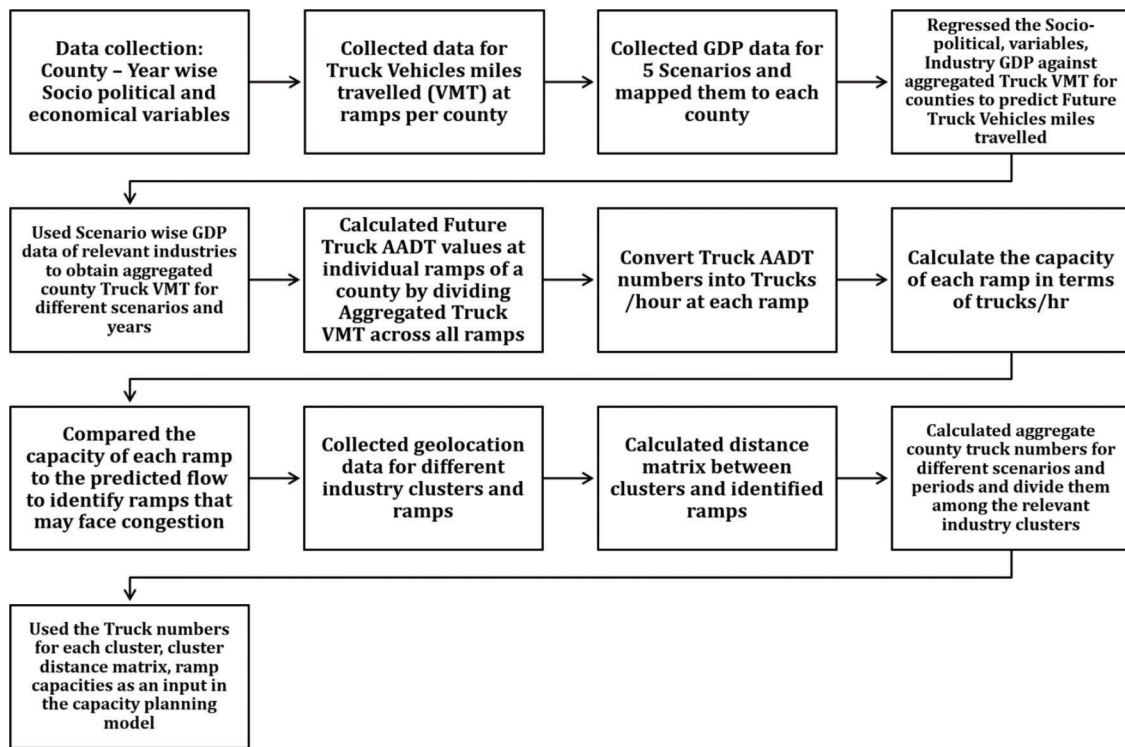 Data collection:
County – Year wise
Socio political and
economical variables
Collected data for
Truck Vehicles miles
travelled (VMT) at
ramps per county
Collected GDP data for
5 Scenarios and
mapped them to each
county
Regressed the Socio-
political, variables,
Industry GDP against
aggregated Truck VMT for
counties to predict Future
Truck Vehicles miles
travelled
Used Scenario wise GDP
data of relevant industries
to obtain aggregated
county Truck VMT for
different scenarios and
years
Calculated Future
Truck AADT values at
individual ramps of a
county by dividing
Aggregated Truck
VMT across all ramps
Convert Truck AADT
numbers into Trucks
/hour at each ramp
Calculate the capacity
of each ramp in terms
of trucks/hr
Compared the
capacity of each ramp
to the predicted flow
to identify ramps that
may face congestion
Collected geolocation
data for different
industry clusters and
ramps
Calculated distance
matrix between
clusters and identified
ramps
Calculated aggregate
county truck numbers for
different scenarios and
periods and divide them
among the relevant
industry clusters
Used the Truck numbers
for each cluster, cluster
distance matrix, ramp
capacities as an input in
the capacity planning
model